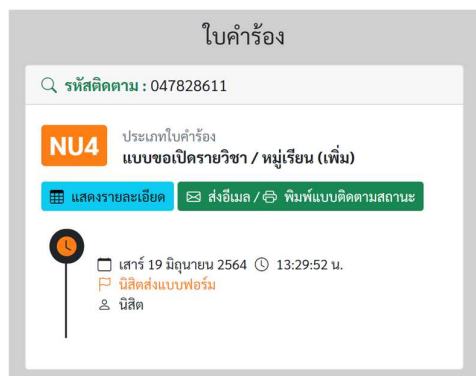 ใบคำร้อง
รหัสติดตาม : 047828611
NU4
ประเภทใบคำร้อง
แบบขอเปิดรายวิชา / หมู่เรียน (เพิ่ม)
แสดงรายละเอียด ส่งอีเมล / พิมพ์แบบติดตามสถานะ
เสาร์ 19 มิถุนายน 2564 13:29:52 น.
นิสิตส่งแบบฟอร์ม
นิสิต